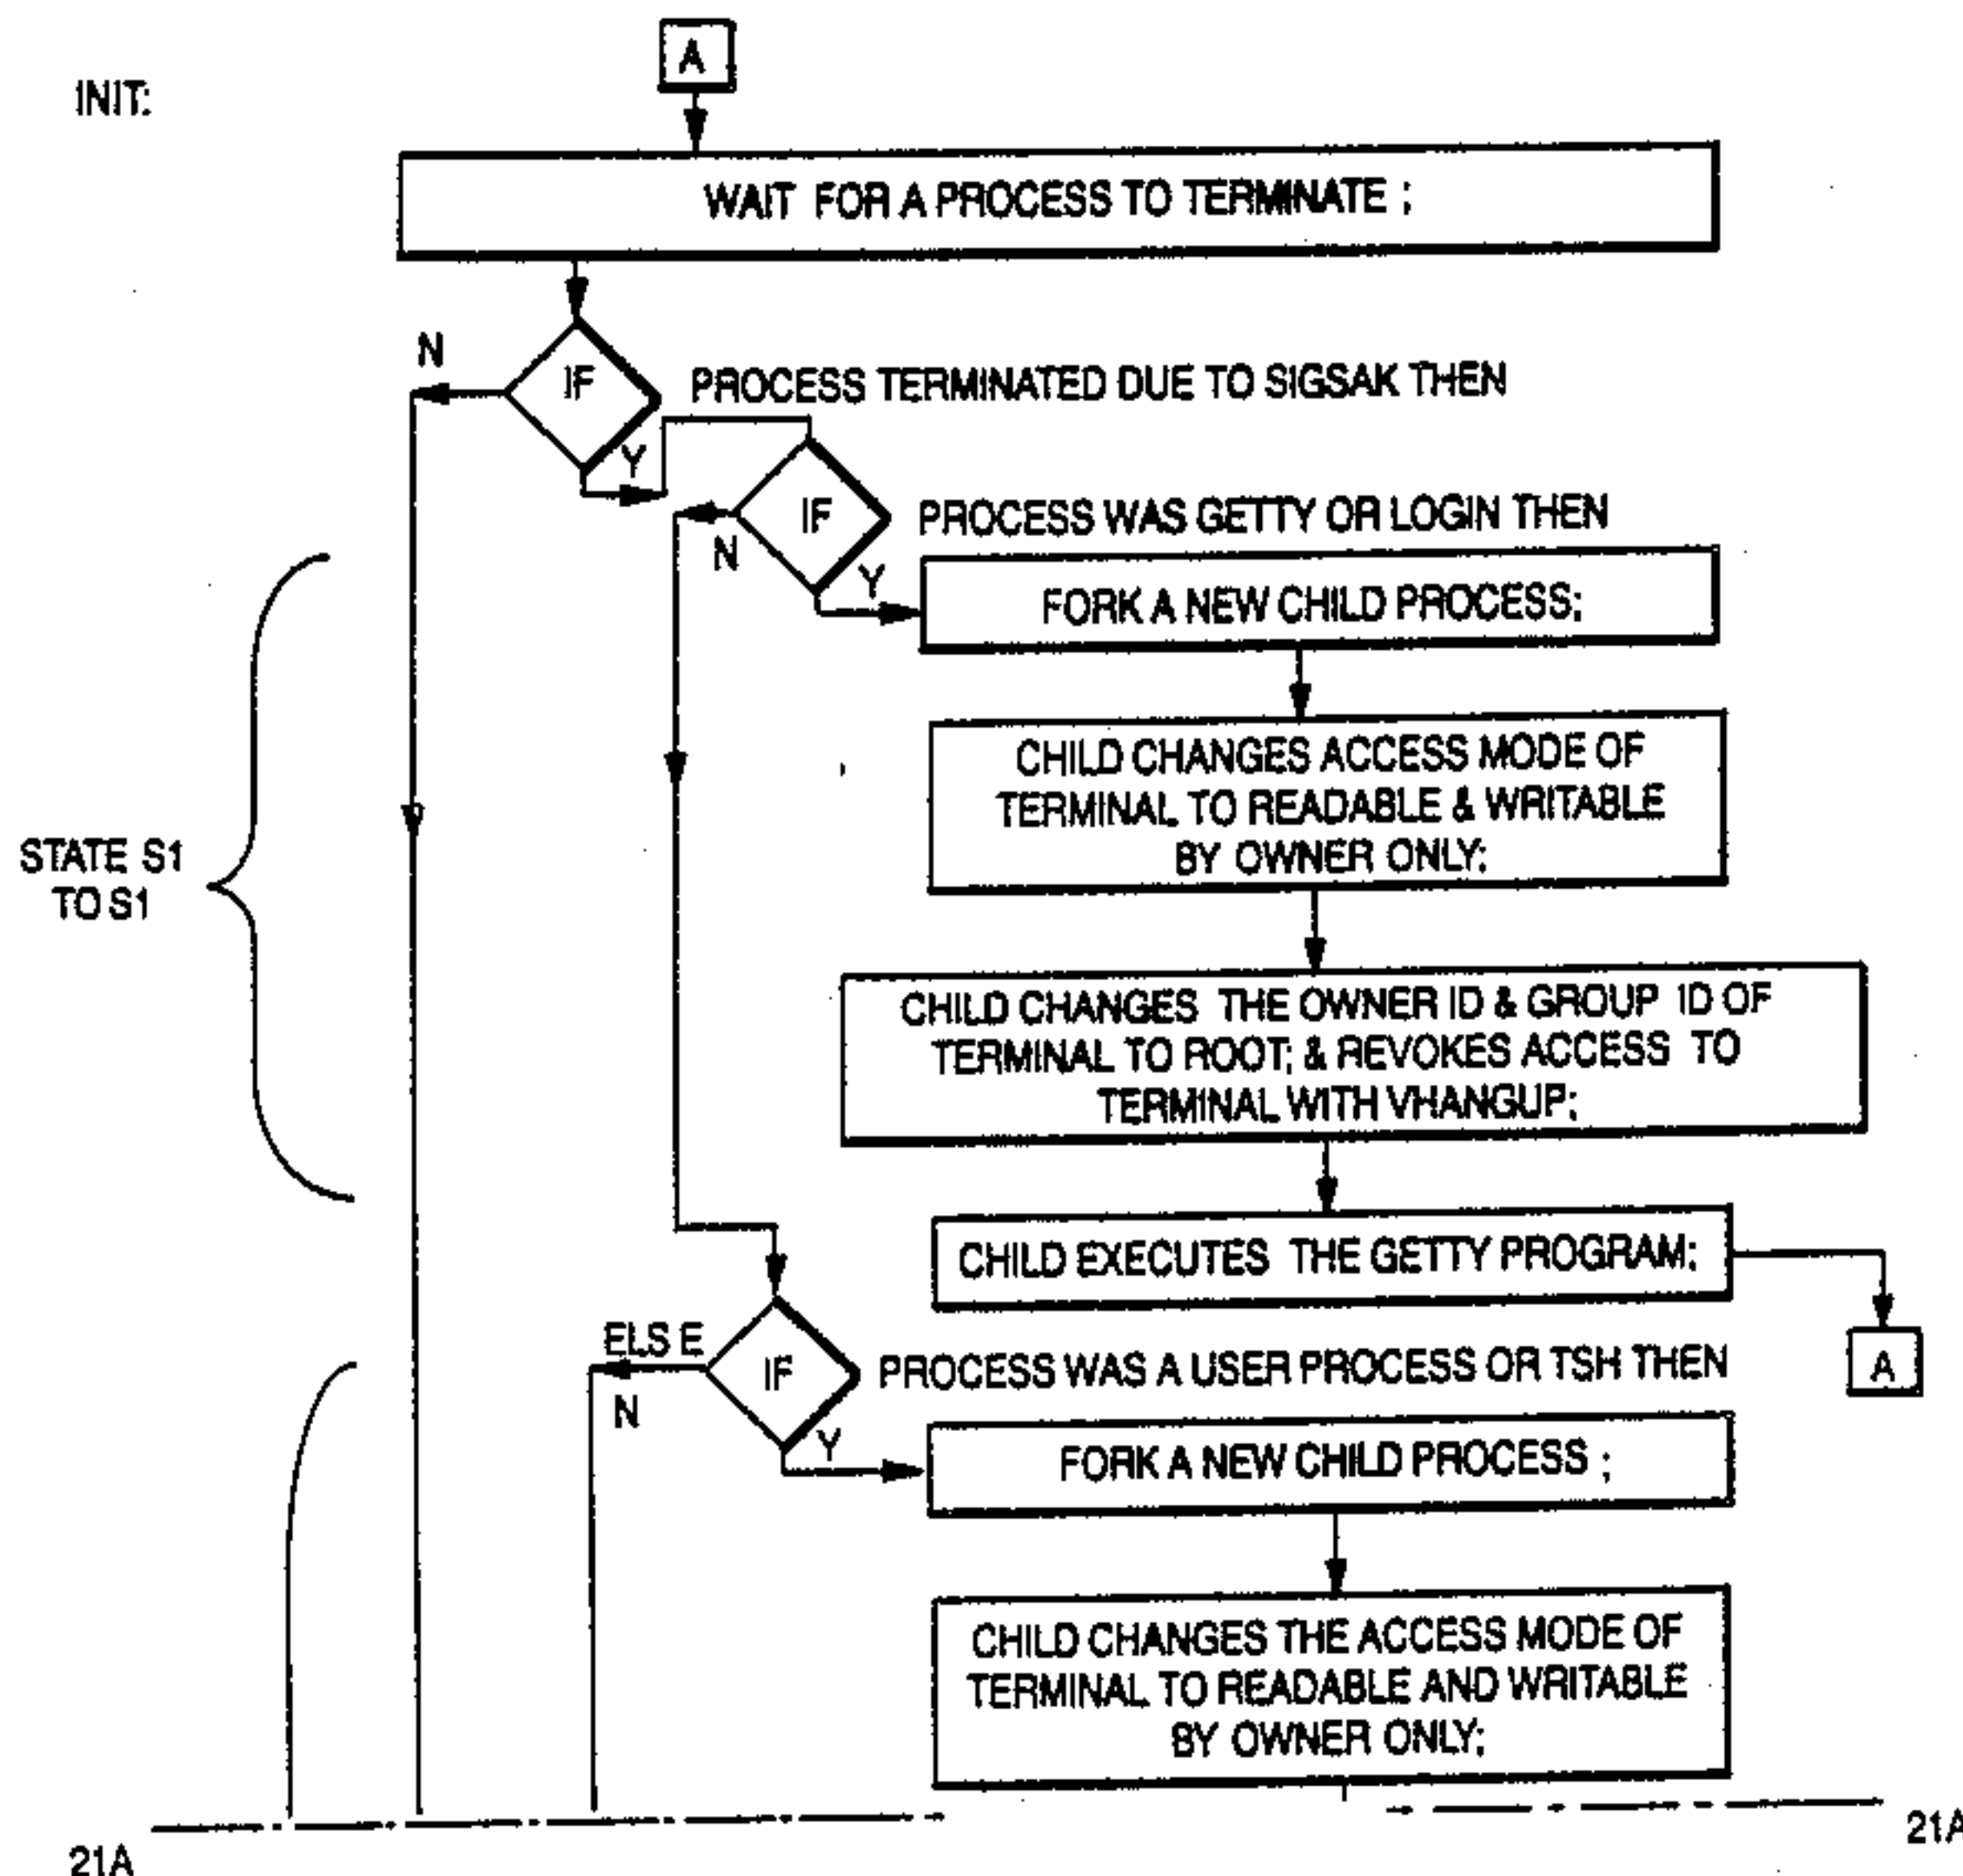 A
INIT:
WAIT FOR A PROCESS TO TERMINATE ;
N
IF
PROCESS TERMINATED DUE TO SIGSAK THEN
Y
IF
PROCESS WAS GETTY OR LOGIN THEN
N
Y
FORK A NEW CHILD PROCESS;
CHILD CHANGES ACCESS MODE OF
TERMINAL TO READABLE & WRITABLE
BY OWNER ONLY;
STATE S1
TO S1
CHILD CHANGES THE OWNER ID & GROUP ID OF
TERMINAL TO ROOT; & REVOKES ACCESS TO
TERMINAL WITH VHANGUP;
CHILD EXECUTES THE GETTY PROGRAM;
ELSE
IF
PROCESS WAS A USER PROCESS OR TSH THEN
A
N
Y
FORK A NEW CHILD PROCESS ;
CHILD CHANGES THE ACCESS MODE OF
TERMINAL TO READABLE AND WRITABLE
BY OWNER ONLY;
21A
21A